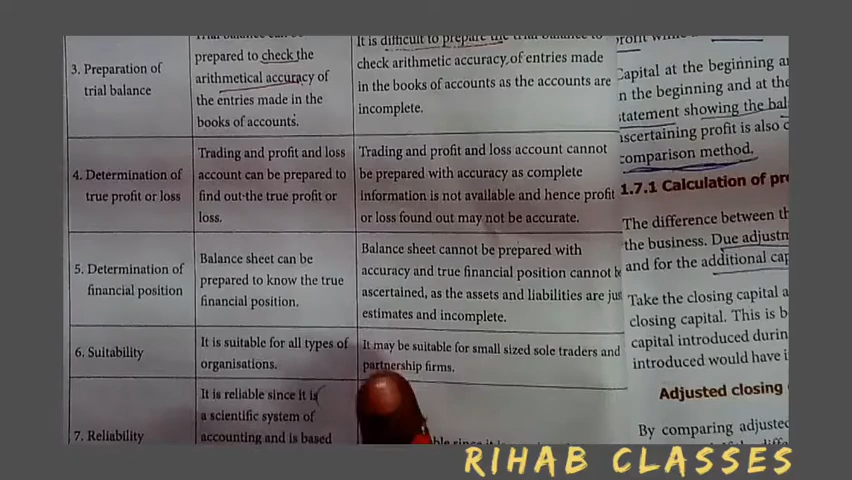 Trial balance can be
It is difficult to prepare the trial balance to
3. Preparation of
trial balance
prepared to check the
arithmetical accuracy of
the entries made in the
books of accounts.
check arithmetic accuracy of entries made
in the books of accounts as the accounts are
incomplete.
4. Determination of
true profit or loss
Trading and profit and loss
account can be prepared to
find out the true profit or
loss.
Trading and profit and loss account cannot
be prepared with accuracy as complete
information is not available and hence profit
or loss found out may not be accurate.
5. Determination of
financial position
Balance sheet can be
prepared to know the true
financial position.
Balance sheet cannot be prepared with
accuracy and true financial position cannot b
ascertained, as the assets and liabilities are jus
estimates and incomplete.
6. Suitability
It is suitable for all types of
organisations.
It may be suitable for small sized sole traders and
partnership firms.
7. Reliability
It is reliable since it is
a scientific system of
accounting and is based
since it
profit
Capital at the beginning
n the beginning and at the
statement showing the bal
ascertaining profit is also
comparison method.
1.7.1 Calculation of pr
The difference between th
the business. Due adjustm
and for the additional cap
Take the closing capital a
closing capital. This is b
capital introduced durin
introduced would have i
Adjusted closing
By comparing adjusted
RIHAB CLASSES